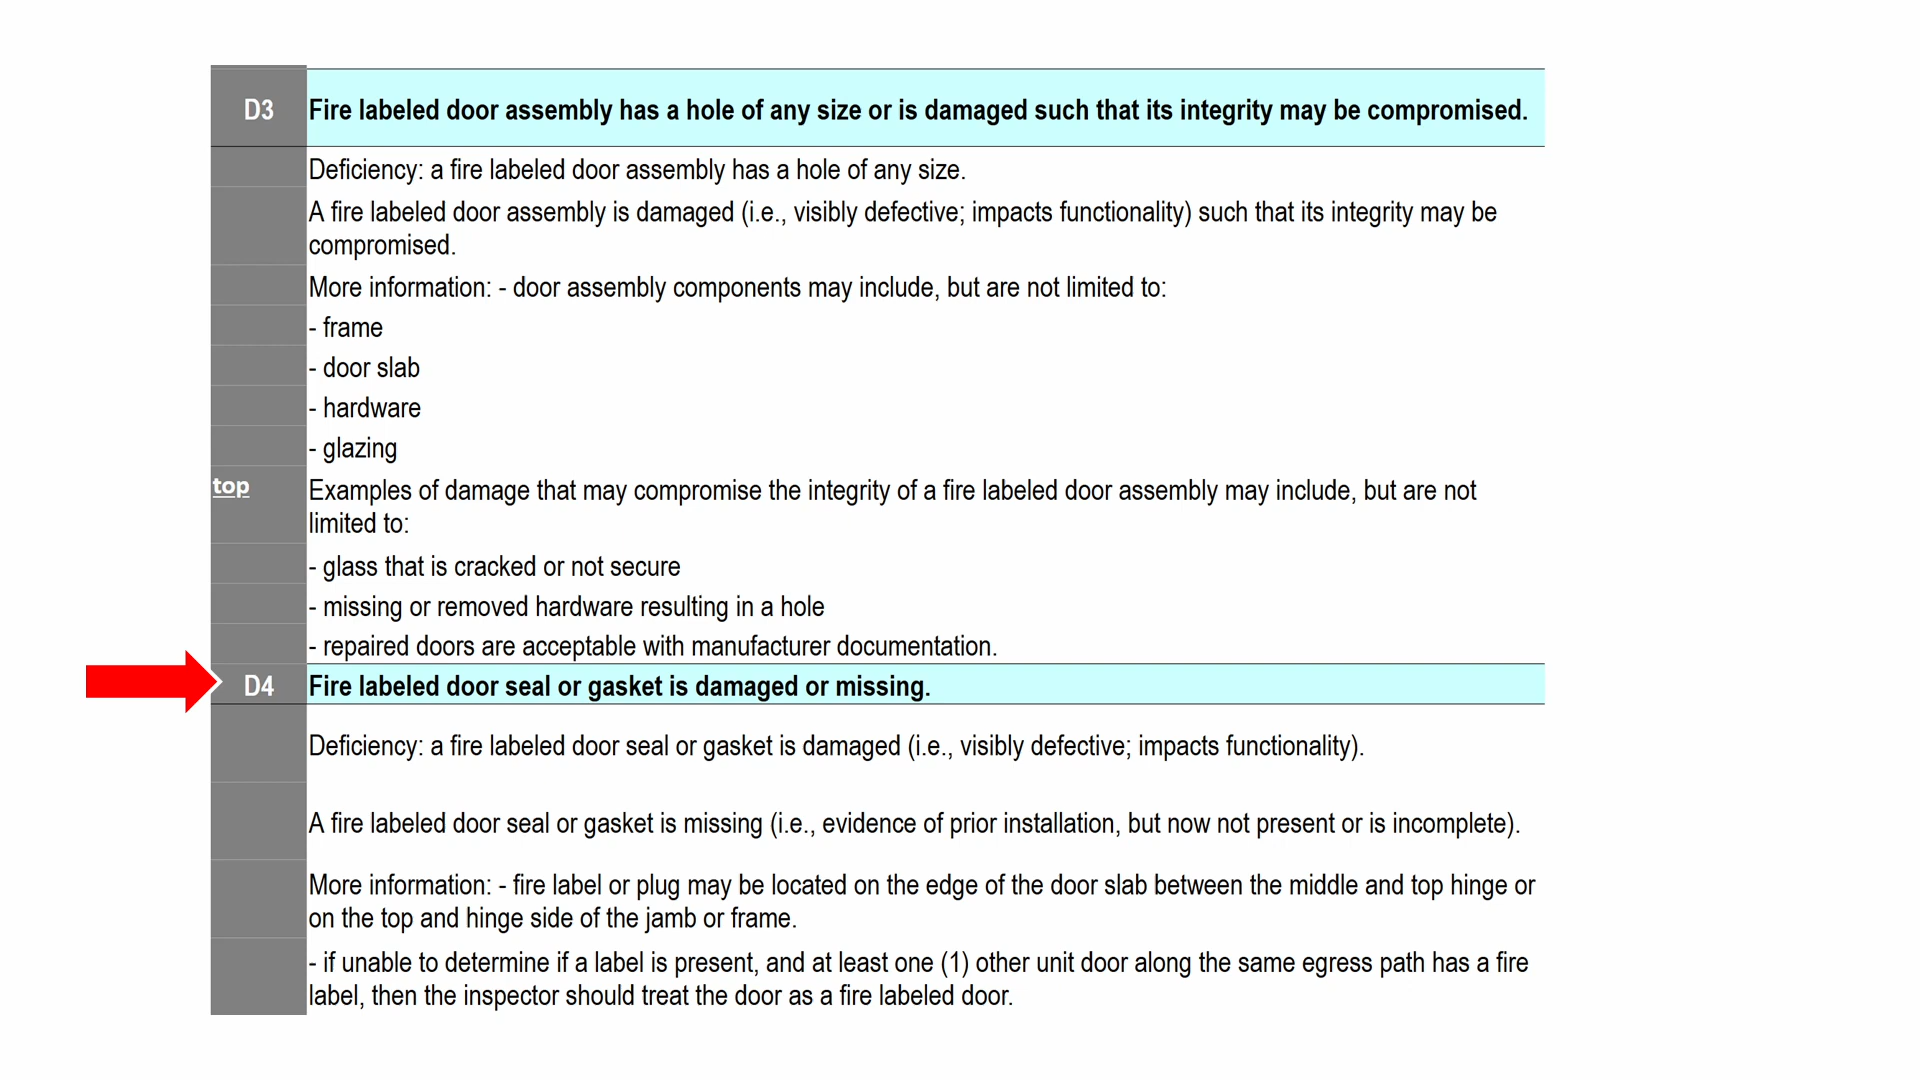 D3 Fire labeled door assembly has a hole of any size or is damaged such that its integrity may be compromised.
Deficiency: a fire labeled door assembly has a hole of any size.
A fire labeled door assembly is damaged (i.e., visibly defective; impacts functionality) such that its integrity may be
compromised.
More information: - door assembly components may include, but are not limited to:
- frame
- door slab
- hardware
- glazing
top Examples of damage that may compromise the integrity of a fire labeled door assembly may include, but are not
limited to:
- glass that is cracked or not secure
- missing or removed hardware resulting in a hole
- repaired doors are acceptable with manufacturer documentation.
D4 Fire labeled door seal or gasket is damaged or missing.
Deficiency: a fire labeled door seal or gasket is damaged (i.e., visibly defective; impacts functionality).
A fire labeled door seal or gasket is missing (i.e., evidence of prior installation, but now not present or is incomplete).
More information: - fire label or plug may be located on the edge of the door slab between the middle and top hinge or
on the top and hinge side of the jamb or frame.
- if unable to determine if a label is present, and at least one (1) other unit door along the same egress path has a fire
label, then the inspector should treat the door as a fire labeled door.